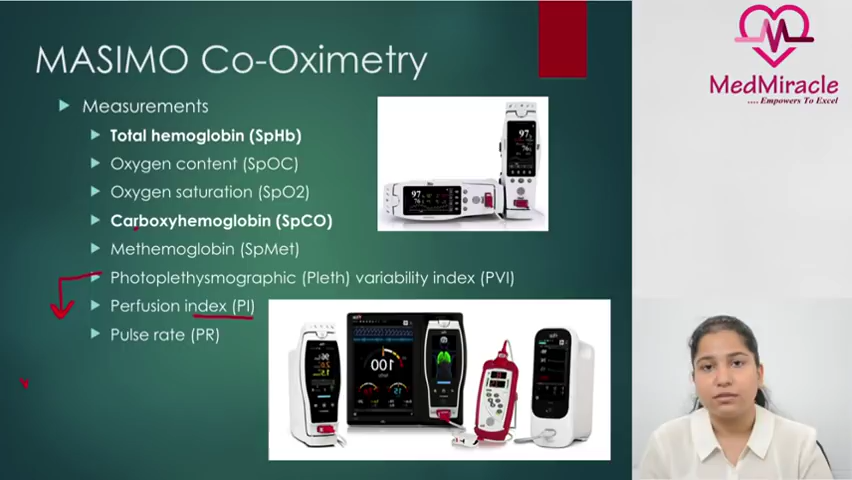 MASIMO Co-Oximetry
Measurements
Total hemoglobin (SpHb)
Oxygen content (SpOC)
Oxygen saturation (SpO2)
Carboxyhemoglobin (SpCO)
Methemoglobin (SpMet)
Photoplethysmographic (Pleth) variability index (PVI)
Perfusion index (PI)
Pulse rate (PR)
MedMiracle
.... Empowers To Excel
97
97
100